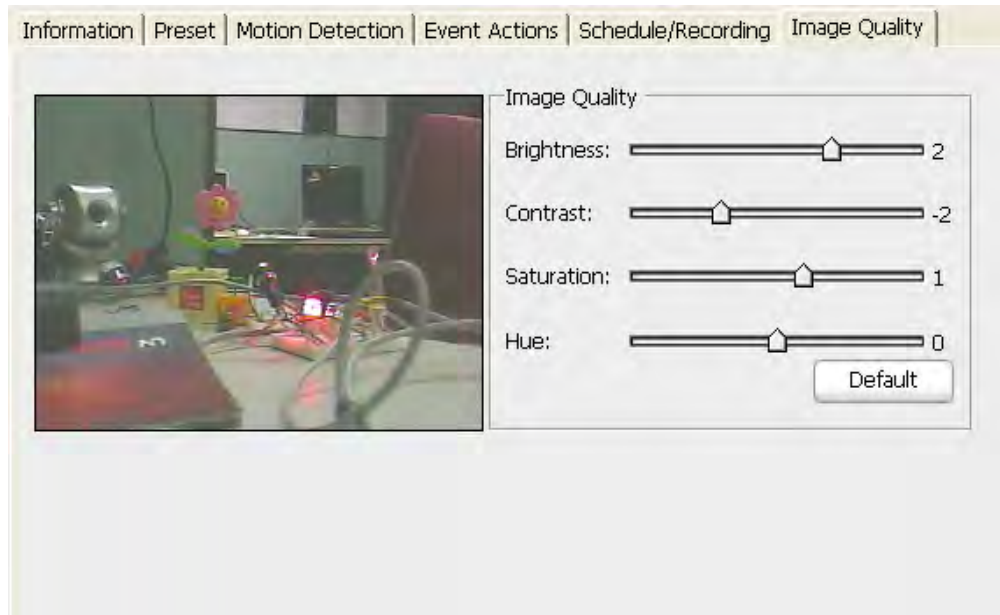 Information | Preset | Motion Detection | Event Actions | Schedule/Recording Image Quality
Image Quality
Brightness: 2
Contrast: -2
Saturation: 1
Hue: 0
Default